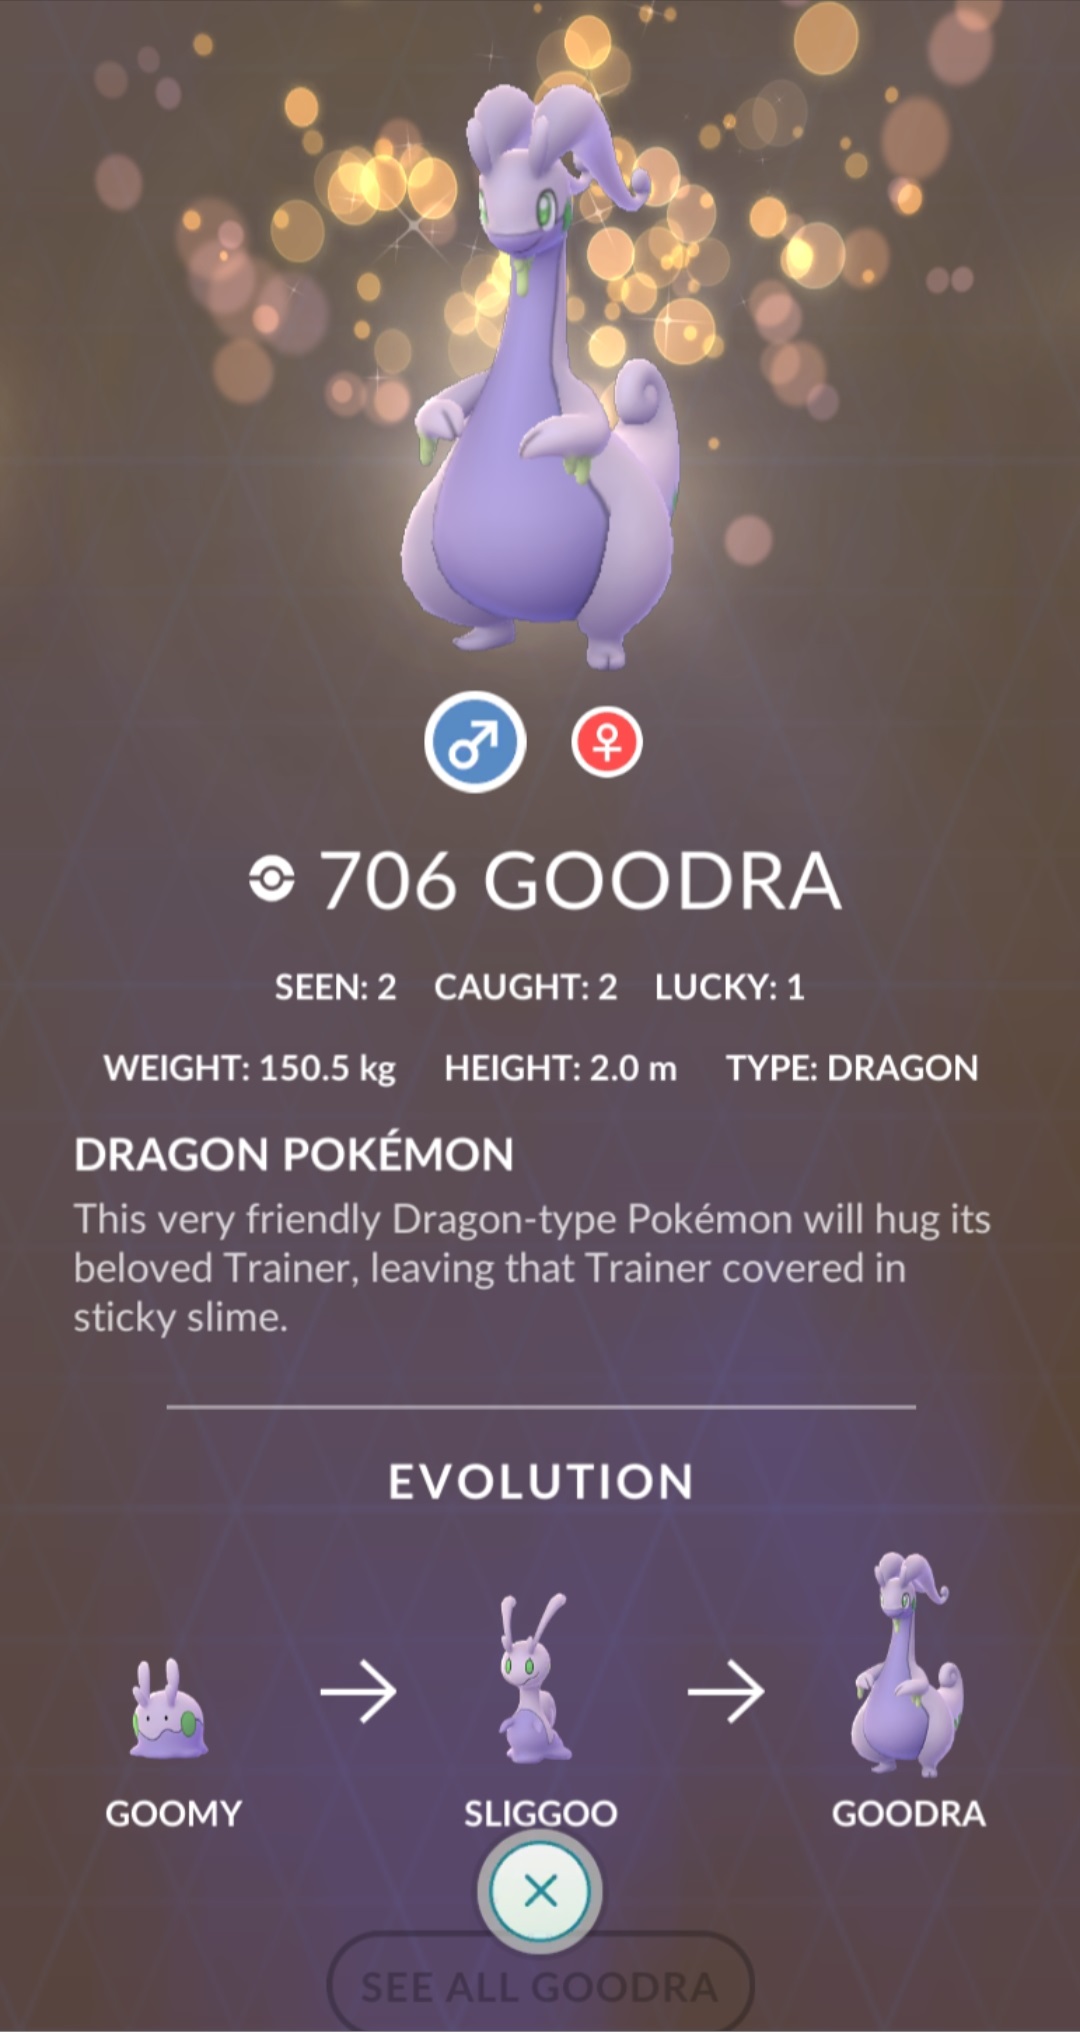 706 GOODRA
SEEN: 2 CAUGHT: 2 LUCKY: 1
WEIGHT: 150.5 kg HEIGHT: 2.0 m TYPE: DRAGON
DRAGON POKÉMON
This very friendly Dragon-type Pokémon will hug its
beloved Trainer, leaving that Trainer covered in
sticky slime.
EVOLUTION
GOOMY SLIGGOO GOODRA
SEE ALL GOODRA